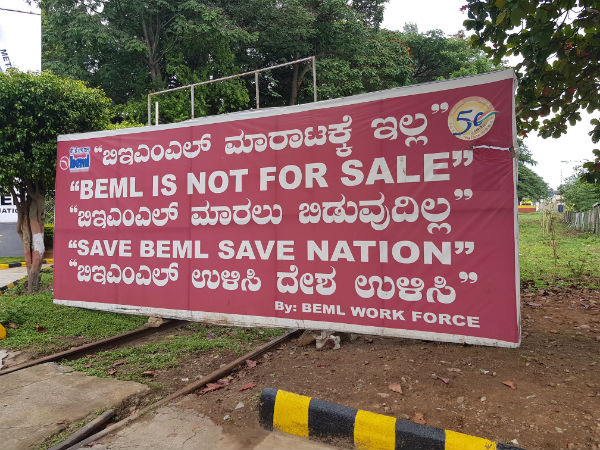 “ಬಿಇಎಂಎಲ್ ಮಾರಾಟಕ್ಕೆ ಇಲ್ಲ”
“BEML IS NOT FOR SALE”
“ಬಿಇಎಂಎಲ್ ಮಾರಲು ಬಿಡುವುದಿಲ್ಲ”
“SAVE BEML SAVE NATION”
“ಬಿಇಎಂಎಲ್ ಉಳಿಸಿ ದೇಶ ಉಳಿಸಿ”
By: BEML WORK FORCE
50